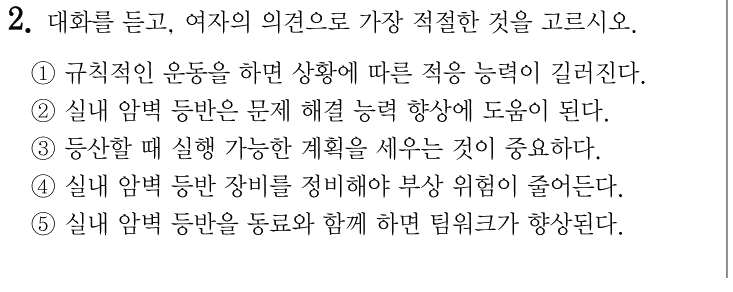 2. 대화를 듣고, 여자의 의견으로 가장 적절한 것을 고르시오.
① 규칙적인 운동을 하면 상황에 따른 적응 능력이 길러진다.
② 실내 암벽 등반은 문제 해결 능력 향상에 도움이 된다.
③ 등산할 때 실행 가능한 계획을 세우는 것이 중요하다.
④ 실내 암벽 등반 장비를 정비해야 부상 위험이 줄어든다.
⑤ 실내 암벽 등반을 동료와 함께 하면 팀워크가 향상된다.